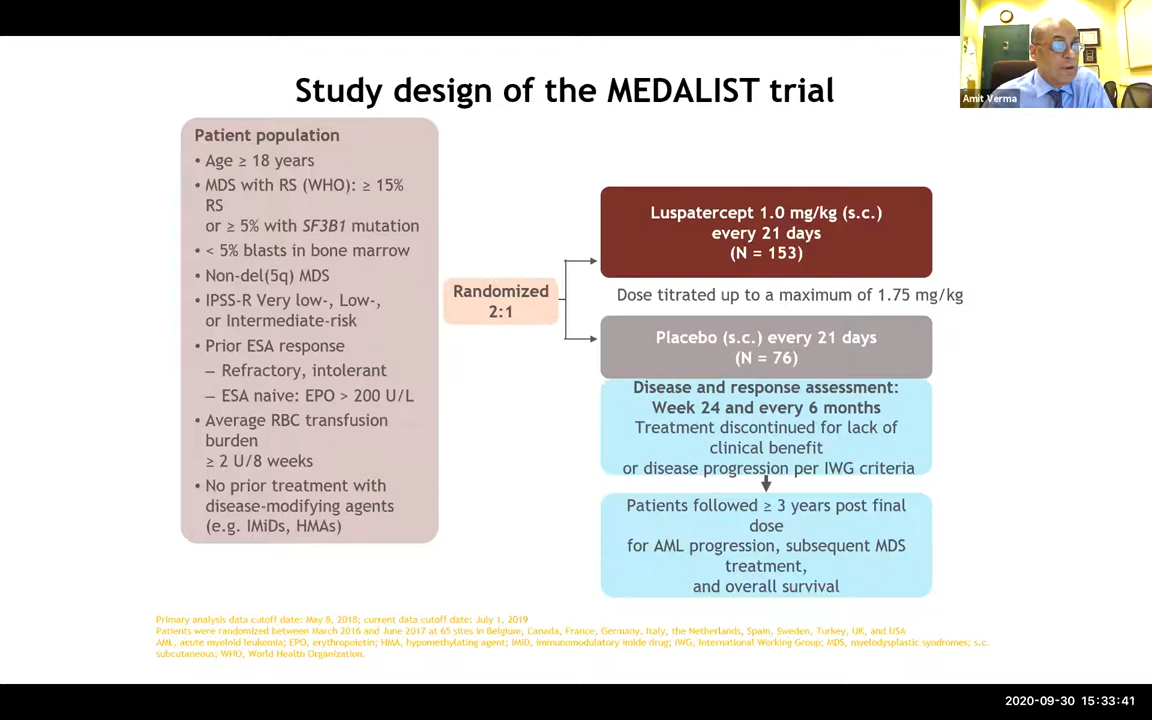 Study design of the MEDALIST trial
Amit Verma
Patient population
• Age ≥ 18 years
• MDS with RS (WHO): ≥ 15%
RS
or ≥ 5% with SF3B1 mutation
• < 5% blasts in bone marrow
• Non-del(5q) MDS
• IPSS-R Very low-, Low-,
or Intermediate-risk
• Prior ESA response
– Refractory, intolerant
– ESA naive: EPO > 200 U/L
• Average RBC transfusion
burden
≥ 2 U/8 weeks
• No prior treatment with
disease-modifying agents
(e.g. IMiDs, HMAs)
Randomized
2:1
Luspatercept 1.0 mg/kg (s.c.)
every 21 days
(N = 153)
Dose titrated up to a maximum of 1.75 mg/kg
Placebo (s.c.) every 21 days
(N = 76)
Disease and response assessment:
Week 24 and every 6 months
Treatment discontinued for lack of
clinical benefit
or disease progression per IWG criteria
Patients followed ≥ 3 years post final
dose
for AML progression, subsequent MDS
treatment,
and overall survival
Primary analysis data cutoff date: May 8, 2018; current data cutoff date: July 1, 2019
Patients were randomized between March 2016 and June 2017 at 65 sites in Belgium, Canada, France, Germany, Italy, the Netherlands, Spain, Sweden, Turkey, UK, and USA
AML, acute myeloid leukemia; EPO, erythropoietin; HMA, hypomethylating agent; IMiD, immunomodulatory imide drug; IWG, International Working Group; MDS, myelodysplastic syndromes; s.c.
subcutaneous; WHO, World Health Organization.
2020-09-30 15:33:41